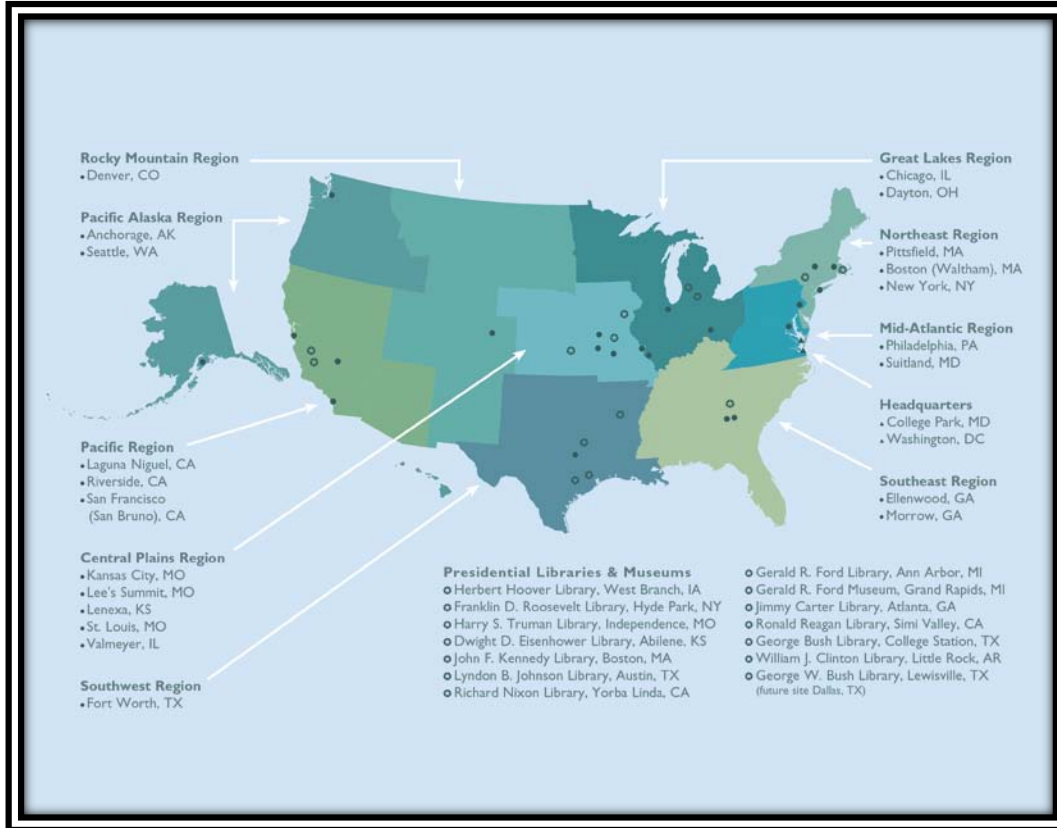 Rocky Mountain Region
• Denver, CO
Pacific Alaska Region
• Anchorage, AK
• Seattle, WA
Pacific Region
• Laguna Niguel, CA
• Riverside, CA
• San Francisco
(San Bruno), CA
Central Plains Region
• Kansas City, MO
• Lee's Summit, MO
• Lenexa, KS
• St. Louis, MO
• Valmeyer, IL
Southwest Region
• Fort Worth, TX
Great Lakes Region
• Chicago, IL
• Dayton, OH
Northeast Region
• Pittsfield, MA
• Boston (Waltham), MA
• New York, NY
Mid-Atlantic Region
• Philadelphia, PA
• Suitland, MD
Headquarters
▲ College Park, MD
▲ Washington, DC
Southeast Region
• Ellenwood, GA
• Morrow, GA
Presidential Libraries & Museums
Herbert Hoover Library, West Branch, IA
Franklin D. Roosevelt Library, Hyde Park, NY
Harry S. Truman Library, Independence, MO
Dwight D. Eisenhower Library, Abilene, KS
John F. Kennedy Library, Boston, MA
Lyndon B. Johnson Library, Austin, TX
Richard Nixon Library, Yorba Linda, CA
Gerald R. Ford Library, Ann Arbor, MI
Gerald R. Ford Museum, Grand Rapids, MI
Jimmy Carter Library, Atlanta, GA
Ronald Reagan Library, Simi Valley, CA
George Bush Library, College Station, TX
William J. Clinton Library, Little Rock, AR
George W. Bush Library, Lewisville, TX
(future site Dallas, TX)